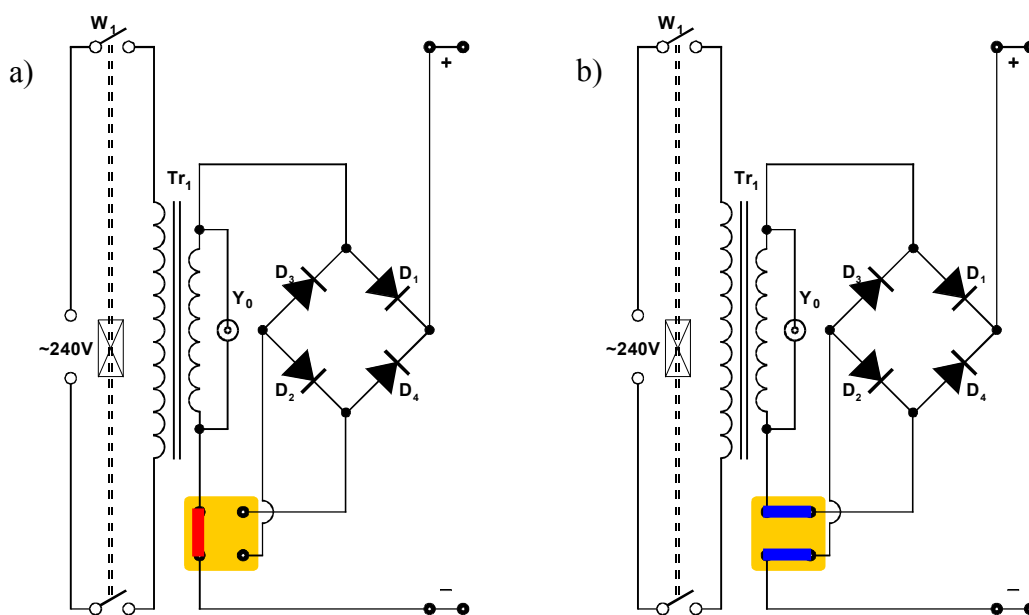 a)
W1
+
Tr1
D3
D1
Y0
~240V
D2
D4
–
b)
W1
+
Tr1
D3
D1
Y0
~240V
D2
D4
–